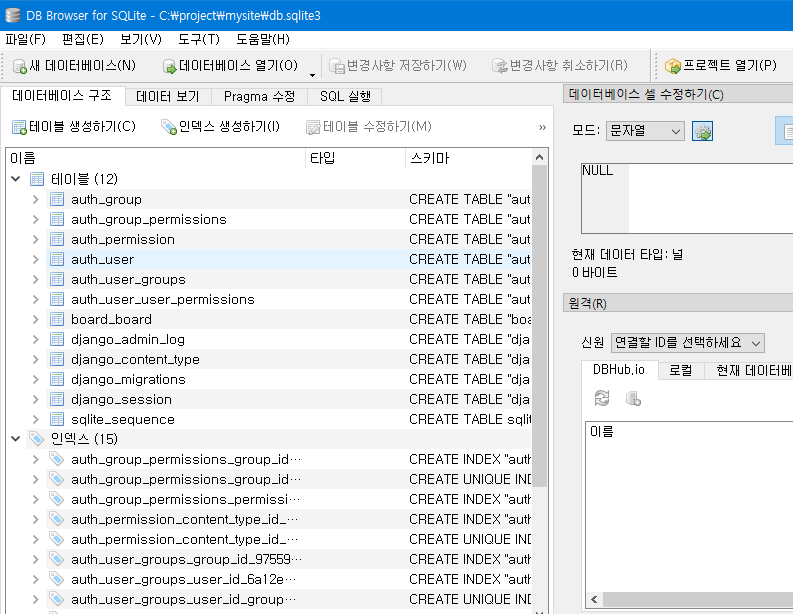 DB Browser for SQLite - C:₩project₩mysite₩db.sqlite3
파일(F) 편집(E) 보기(V) 도구(T) 도움말(H)
새 데이터베이스(N) 데이터베이스 열기(O) 변경사항 저장하기(W) 변경사항 취소하기(R) 프로젝트 열기(P)
데이터베이스 구조 데이터 보기 Pragma 수정 SQL 실행
테이블 생성하기(C) 인덱스 생성하기(I) 테이블 수정하기(M) »
이름 타입 스키마
테이블 (12)
auth_group CREATE TABLE "aut
auth_group_permissions CREATE TABLE "aut
auth_permission CREATE TABLE "aut
auth_user CREATE TABLE "aut
auth_user_groups CREATE TABLE "aut
auth_user_user_permissions CREATE TABLE "aut
board_board CREATE TABLE "boa
django_admin_log CREATE TABLE "dja
django_content_type CREATE TABLE "dja
django_migrations CREATE TABLE "dja
django_session CREATE TABLE "dja
sqlite_sequence CREATE TABLE sqlit
인덱스 (15)
auth_group_permissions_group_id… CREATE INDEX "auth
auth_group_permissions_group_id… CREATE UNIQUE IND
auth_group_permissions_permissi… CREATE INDEX "auth
auth_permission_content_type_id_… CREATE INDEX "auth
auth_permission_content_type_id_… CREATE UNIQUE IND
auth_user_groups_group_id_97559… CREATE INDEX "auth
auth_user_groups_user_id_6a12e… CREATE INDEX "auth
auth_user_groups_user_id_group… CREATE UNIQUE IND
데이터베이스 셀 수정하기(C)
모드: 문자열
NULL
현재 데이터 타입: 널
0 바이트
원격(R)
신원 연결할 ID를 선택하세요
DBHub.io 로컬 현재 데이터베
이름